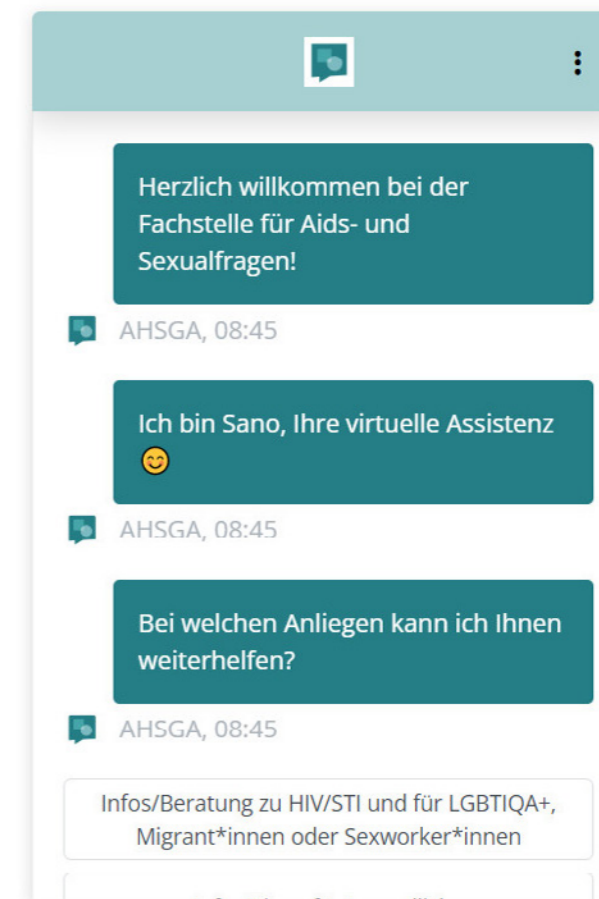 Herzlich willkommen bei der
Fachstelle für Aids- und
Sexualfragen!
AHSGA, 08:45
Ich bin Sano, Ihre virtuelle Assistenz
😊
AHSGA, 08:45
Bei welchen Anliegen kann ich Ihnen
weiterhelfen?
AHSGA, 08:45
Infos/Beratung zu HIV/STI und für LGBTIQA+,
Migrant*innen oder Sexworker*innen